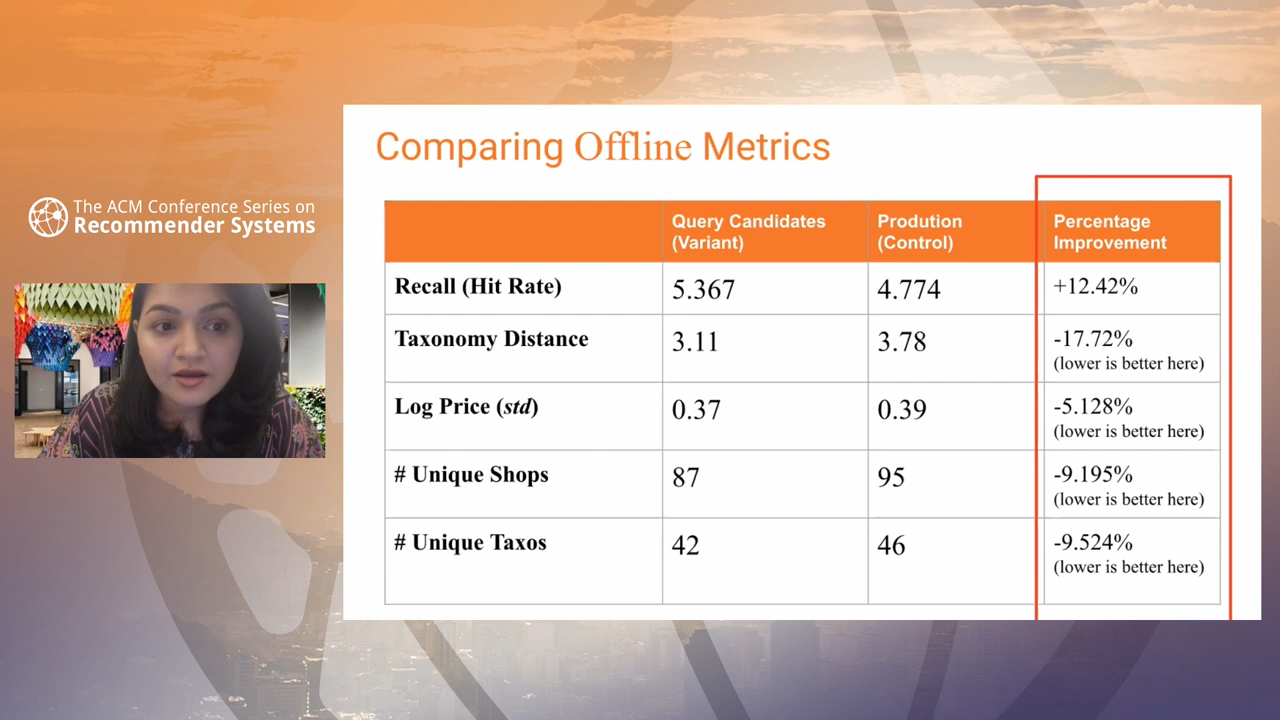 The ACM Conference Series on
Recommender Systems
Comparing Offline Metrics
Query Candidates
(Variant)
Prodution
(Control)
Percentage
Improvement
Recall (Hit Rate)
5.367
4.774
+12.42%
Taxonomy Distance
3.11
3.78
-17.72%
(lower is better here)
Log Price (std)
0.37
0.39
-5.128%
(lower is better here)
# Unique Shops
87
95
-9.195%
(lower is better here)
# Unique Taxos
42
46
-9.524%
(lower is better here)